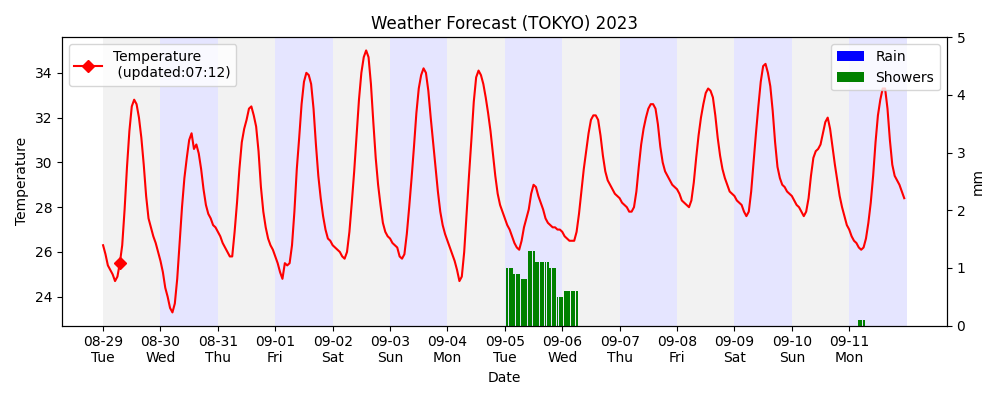 Weather Forecast (TOKYO) 2023
Temperature
(updated:07:12)
Rain
Showers
Temperature
34
32
30
28
26
24
5
4
3
2
1
0
mm
08-29 08-30 08-31 09-01 09-02 09-03 09-04 09-05 09-06 09-07 09-08 09-09 09-10 09-11
Tue Wed Thu Fri Sat Sun Mon Tue Wed Thu Fri Sat Sun Mon
Date